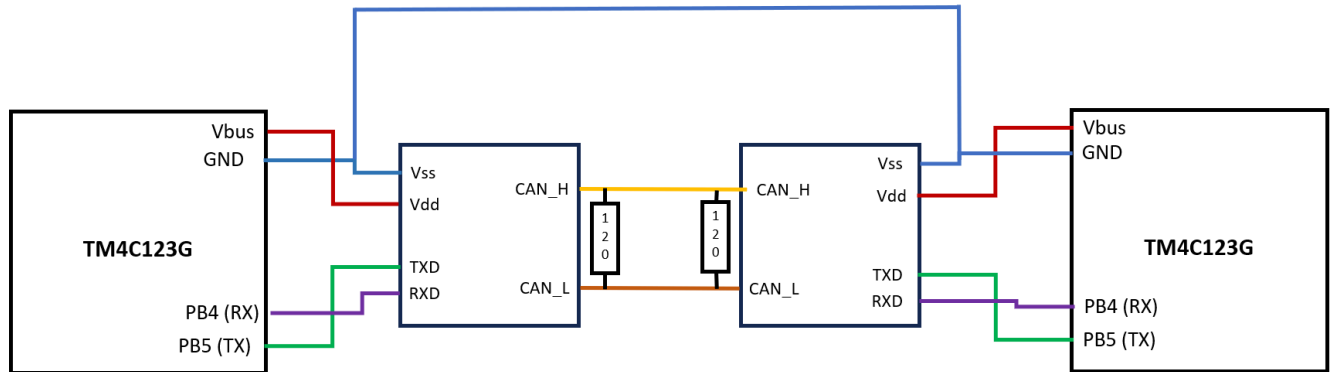 Vbus
GND
TM4C123G
PB4 (RX)
PB5 (TX)
Vss
Vdd
TXD
RXD
CAN_H
CAN_L
120
120
CAN_H
CAN_L
Vss
Vdd
TXD
RXD
Vbus
GND
TM4C123G
PB4 (RX)
PB5 (TX)